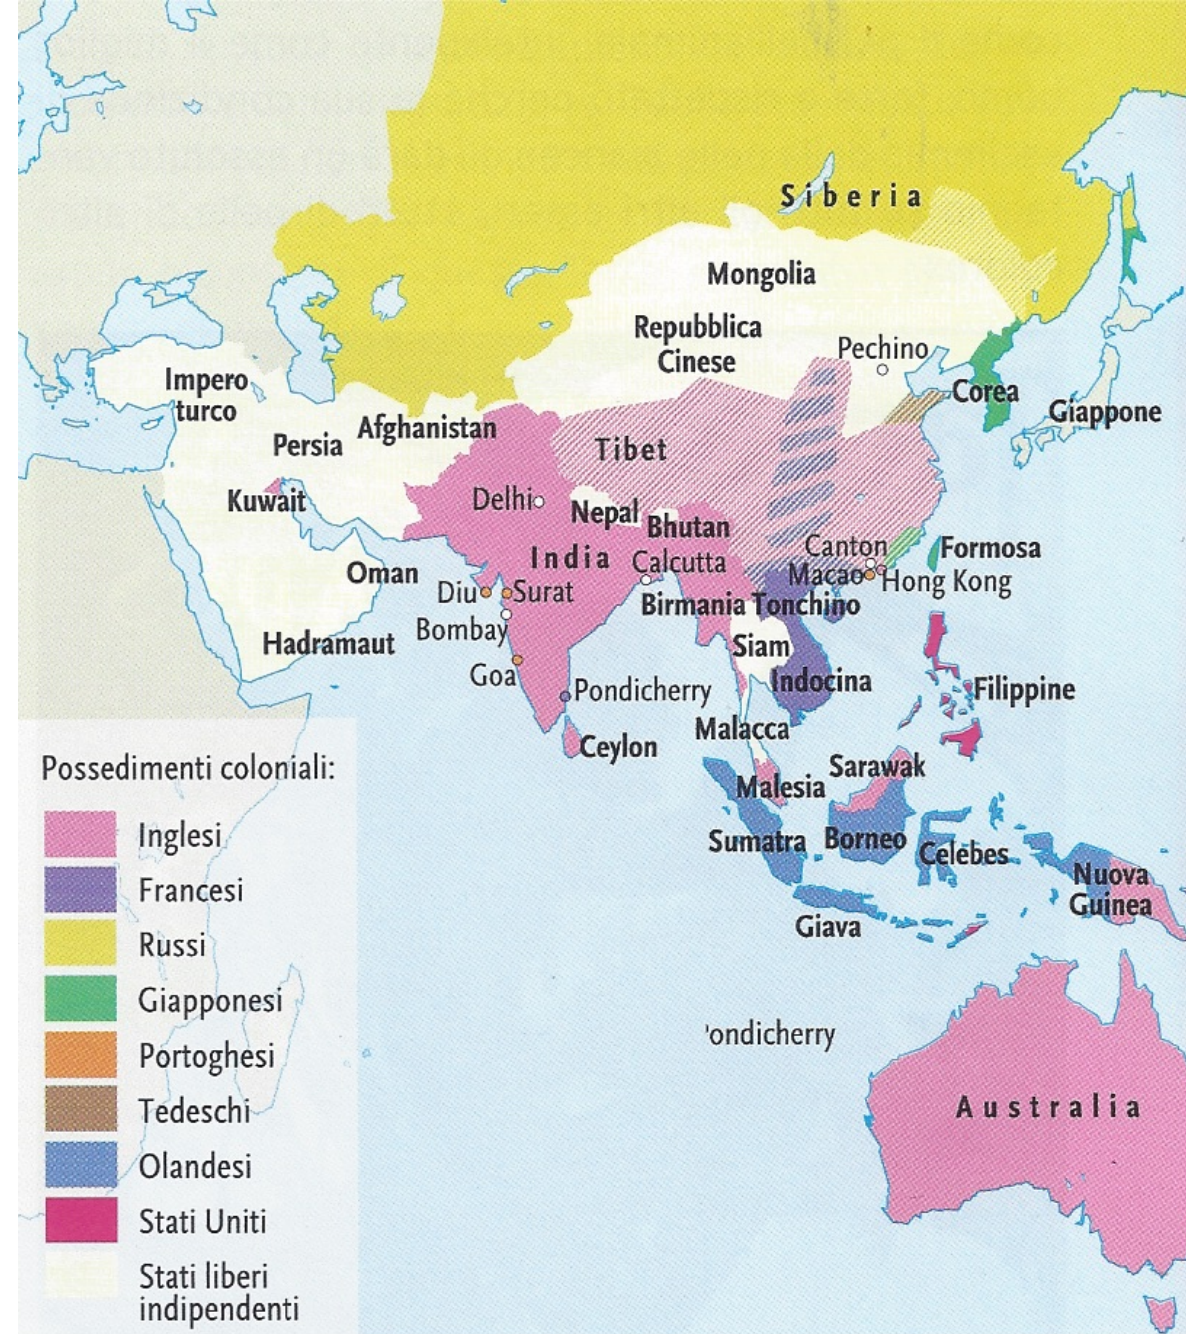 Siberia
Mongolia
Repubblica
Cinese
Pechino
Corea
Giappone
Impero
turco
Afghanistan
Persia
Tibet
Kuwait
Delhi
Nepal
Bhutan
India
Calcutta
Canton
Formosa
Oman
Macao
Hong Kong
Diu
Surat
Birmania
Tonchino
Bombay
Hadramaut
Siam
Goa
Pondicherry
Indocina
Filippine
Malacca
Ceylon
Sarawak
Malesia
Sumatra
Borneo
Celebes
Nuova
Guinea
Giava
'ondicherry
Australia
Possedimenti coloniali:
Inglesi
Francesi
Russi
Giapponesi
Portoghesi
Tedeschi
Olandesi
Stati Uniti
Stati liberi
indipendenti